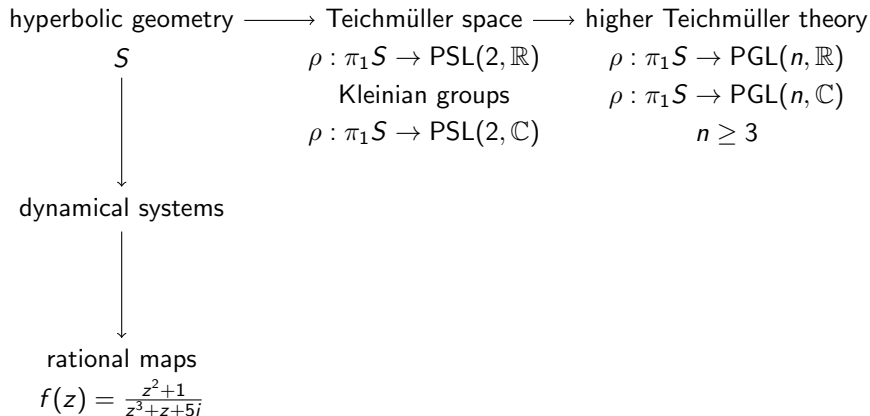 hyperbolic geometry → Teichmüller space → higher Teichmüller theory
S ρ : π₁S → PSL(2, ℝ) ρ : π₁S → PGL(n, ℝ)
Kleinian groups ρ : π₁S → PGL(n, ℂ)
ρ : π₁S → PSL(2, ℂ) n ≥ 3
dynamical systems
rational maps
f(z) = (z²+1)/(z³+z+5i)